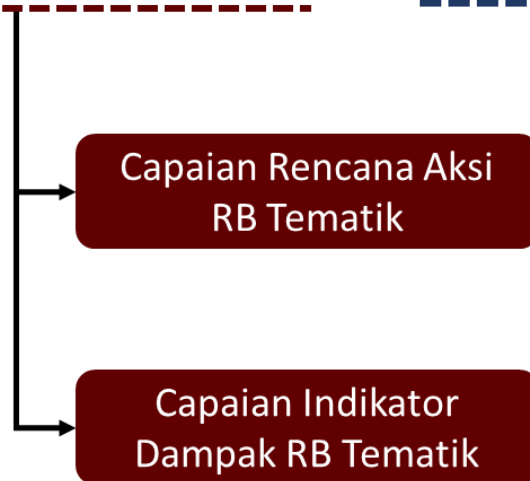 Capaian Rencana Aksi
RB Tematik
Capaian Indikator
Dampak RB Tematik